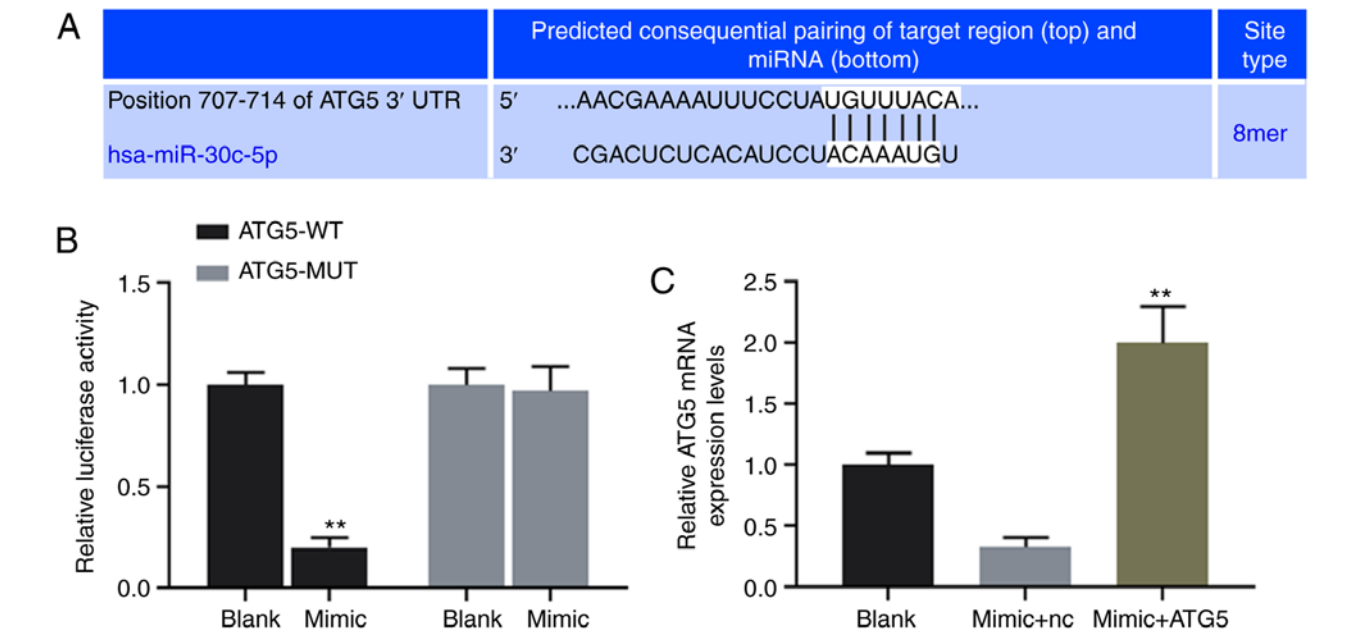 A
Predicted consequential pairing of target region (top) and
miRNA (bottom)
Site
type
Position 707-714 of ATG5 3′ UTR 5′ ...AACGAAAAUUUCCUAUGUUUACA...
hsa-miR-30c-5p 3′ CGACUCUCACAUCCUACAAAUGU
8mer
B
ATG5-WT
ATG5-MUT
Relative luciferase activity
1.5
1.0
0.5
0.0
**
Blank Mimic Blank Mimic
C
Relative ATG5 mRNA
expression levels
2.5
2.0
1.5
1.0
0.5
0.0
**
Blank Mimic+nc Mimic+ATG5